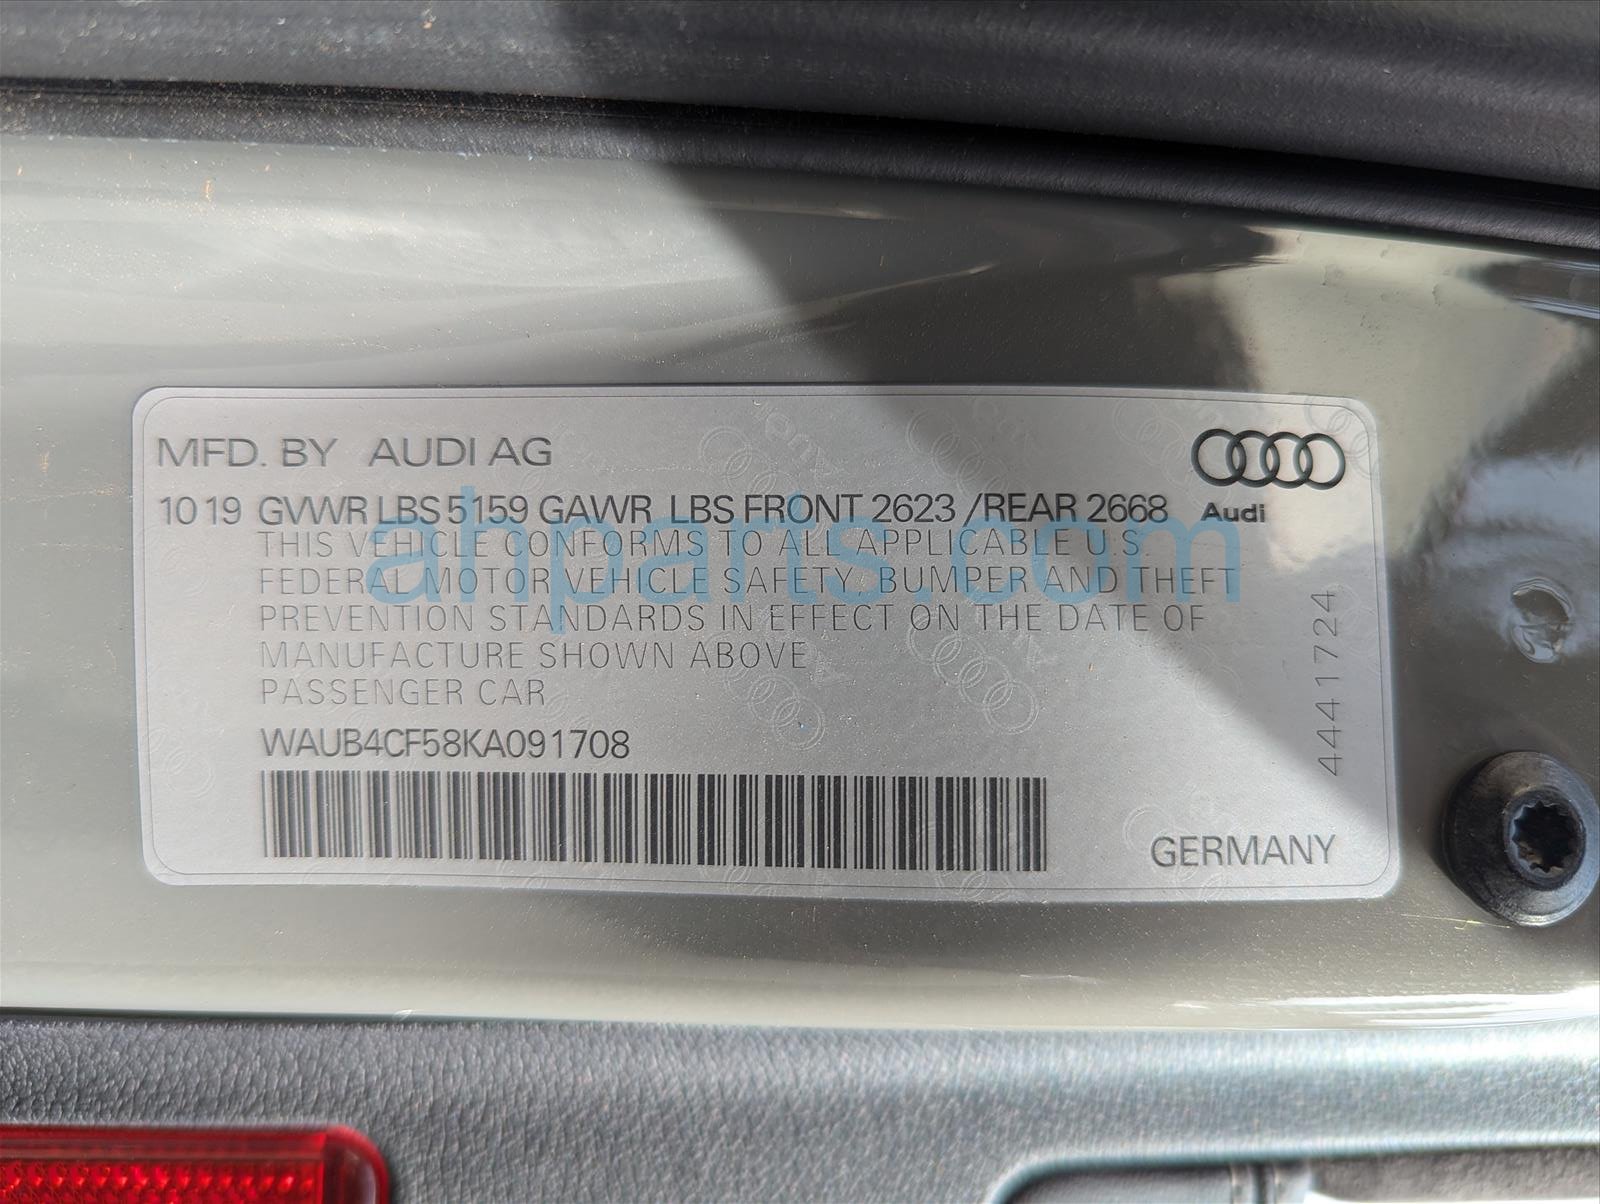 MFD. BY AUDI AG
10 19 GVWR LBS 5159 GAWR LBS FRONT 2623 /REAR 2668
Audi
THIS VEHICLE CONFORMS TO ALL APPLICABLE U.S.
FEDERAL MOTOR VEHICLE SAFETY, BUMPER AND THEFT
PREVENTION STANDARDS IN EFFECT ON THE DATE OF
MANUFACTURE SHOWN ABOVE
PASSENGER CAR
WAUB4CF58KA091708
44417724
GERMANY
ahparts.com